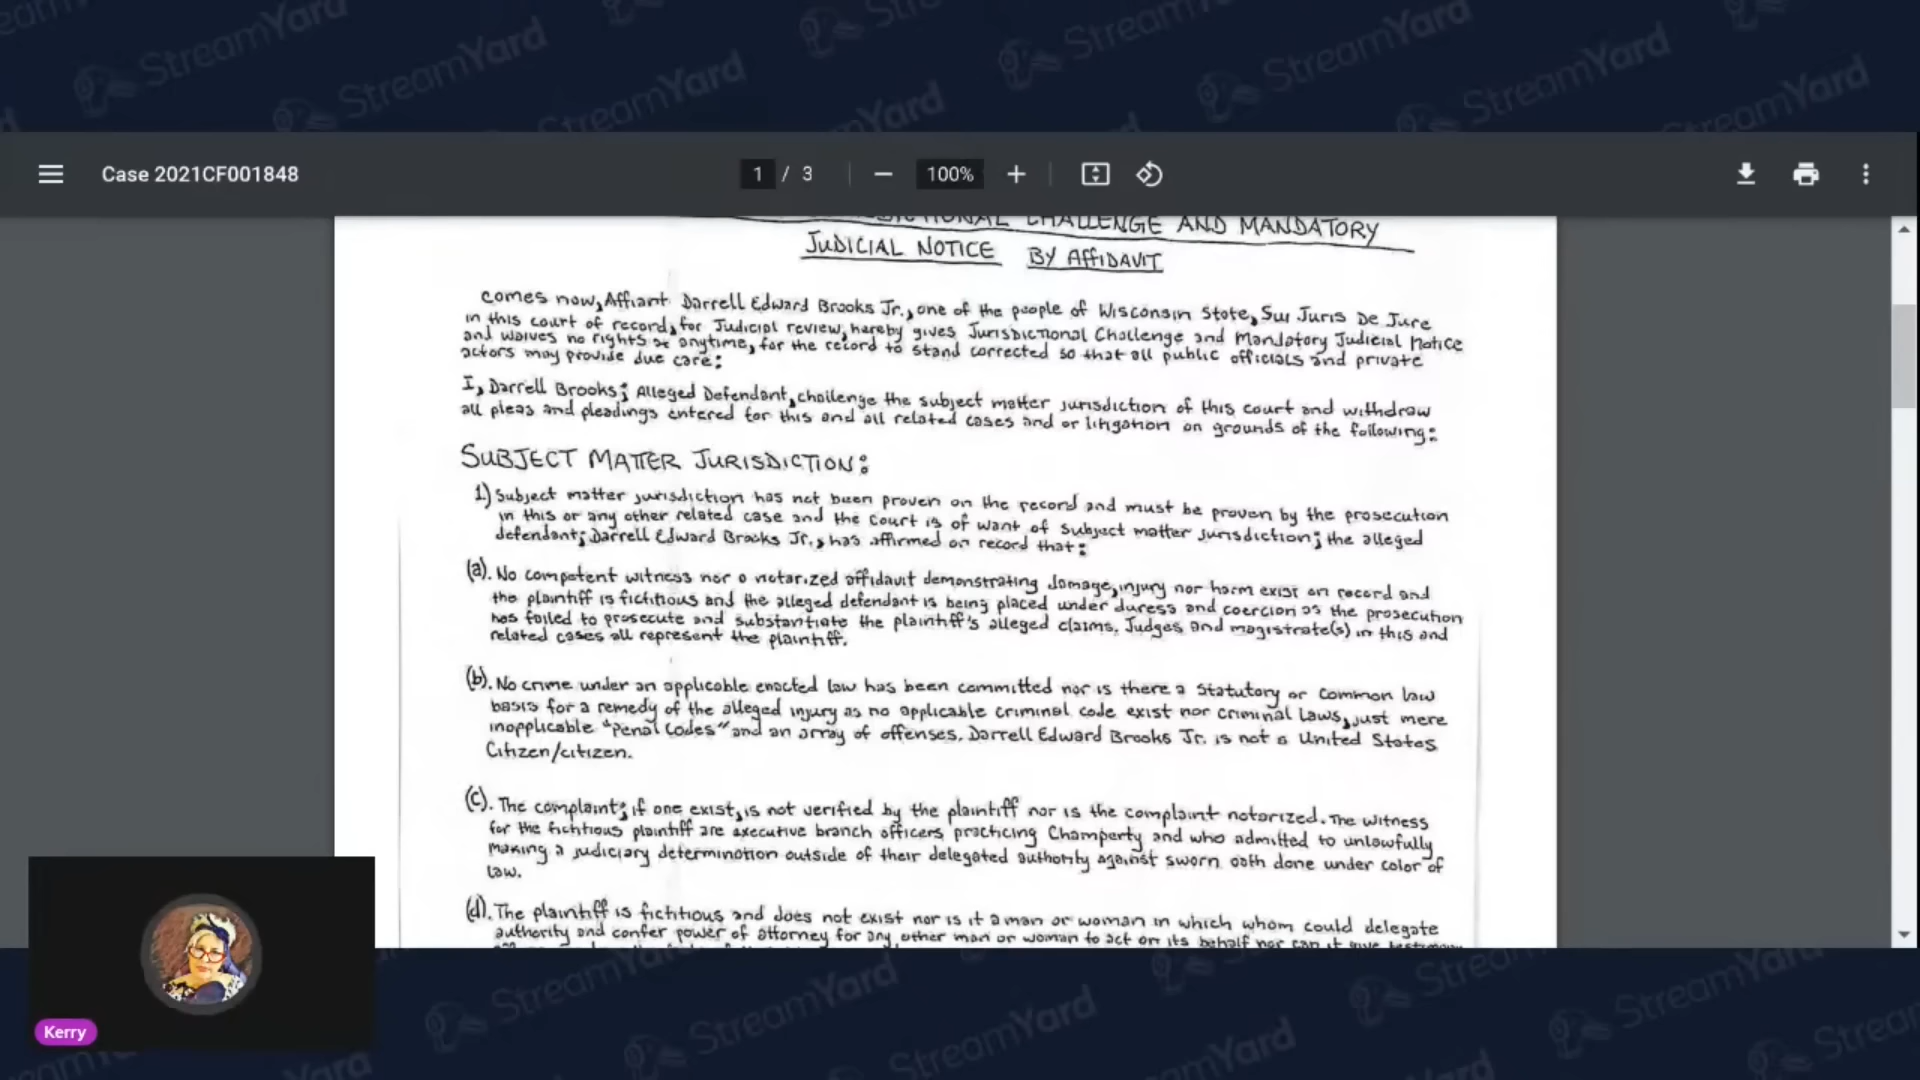 StreamYard
Case 2021CF001848
1 / 3
100%
JURISDICTIONAL CHALLENGE AND MANDATORY
JUDICIAL NOTICE BY AFFIDAVIT
comes now, Affiant Darrell Edward Brooks Jr., one of the people of Wisconsin State, Sui Juris De Jure
in this court of record, for Judicial review, hereby gives Jurisdictional Challenge and Mandatory Judicial Notice
and waives no rights at anytime, for the record to stand corrected so that all public officials and private
actors may provide due care:
I, Darrell Brooks; Alleged Defendant, challenge the subject matter jurisdiction of this court and withdraw
all pleas and pleadings entered for this and all related cases and or litigation on grounds of the following:
SUBJECT MATTER JURISDICTION:
1) Subject matter jurisdiction has not been proven on the record and must be proven by the prosecution
in this or any other related case and the court is of want of subject matter jurisdiction; the alleged
defendant; Darrell Edward Brooks Jr., has affirmed on record that:
(a). No competent witness nor a notarized affidavit demonstrating damage, injury nor harm exist on record and
the plaintiff is fictitious and the alleged defendant is being placed under duress and coercion as the prosecution
has failed to prosecute and substantiate the plaintiff's alleged claims. Judges and magistrate(s) in this and
related cases all represent the plaintiff.
(b). No crime under an applicable enacted law has been committed nor is there a statutory or common law
basis for a remedy of the alleged injury as no applicable criminal code exist nor criminal laws, just mere
inapplicable "penal codes" and an array of offenses. Darrell Edward Brooks Jr. is not a United States
Citizen/citizen.
(c). The complaint; if one exist, is not verified by the plaintiff nor is the complaint notarized. The witness
for the fichtious plaintiff are executive branch officers practicing Champerty and who admitted to unlawfully
making a judiciary determination outside of their delegated authority against sworn oath done under color of
law.
(d). The plaintiff is fichtious and does not exist nor is it a man or woman in which whom could delegate
authority and confer power of attorney for any other man or woman to act on its behalf nor can it give testimony
Kerry